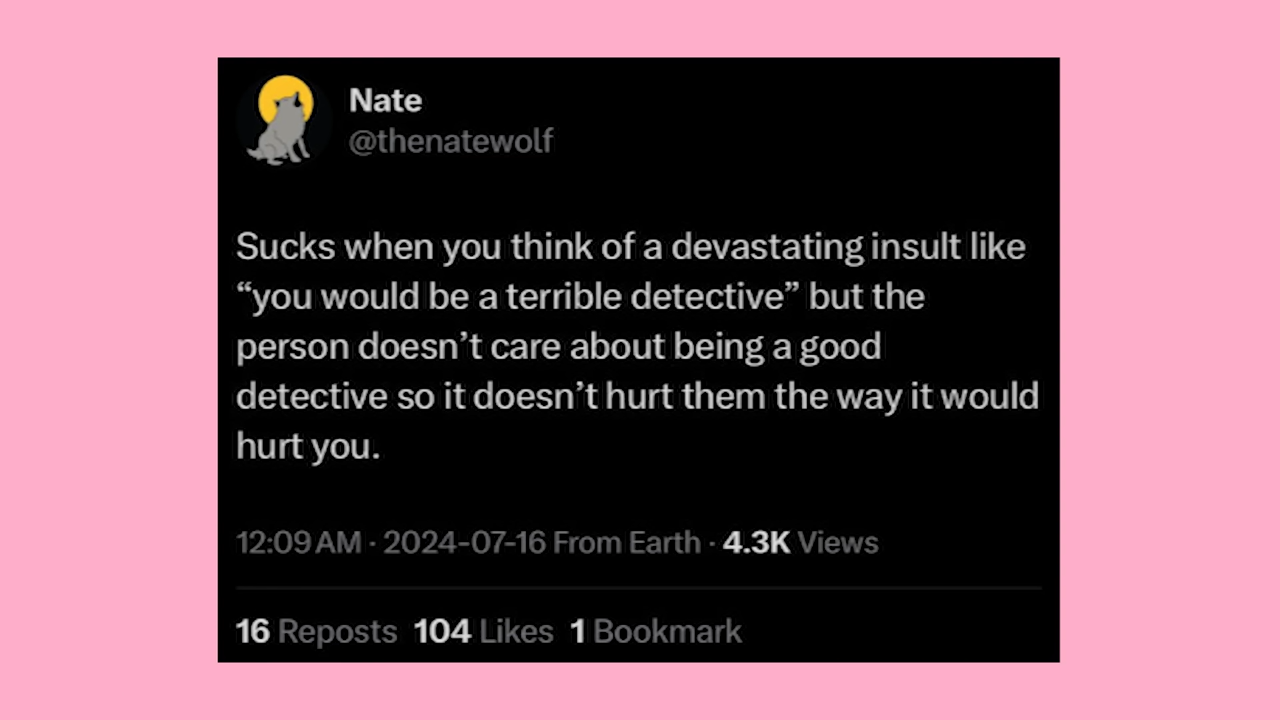 Nate
@thenatewolf
Sucks when you think of a devastating insult like
“you would be a terrible detective” but the
person doesn’t care about being a good
detective so it doesn’t hurt them the way it would
hurt you.
12:09 AM · 2024-07-16 From Earth · 4.3K Views
16 Reposts 104 Likes 1 Bookmark